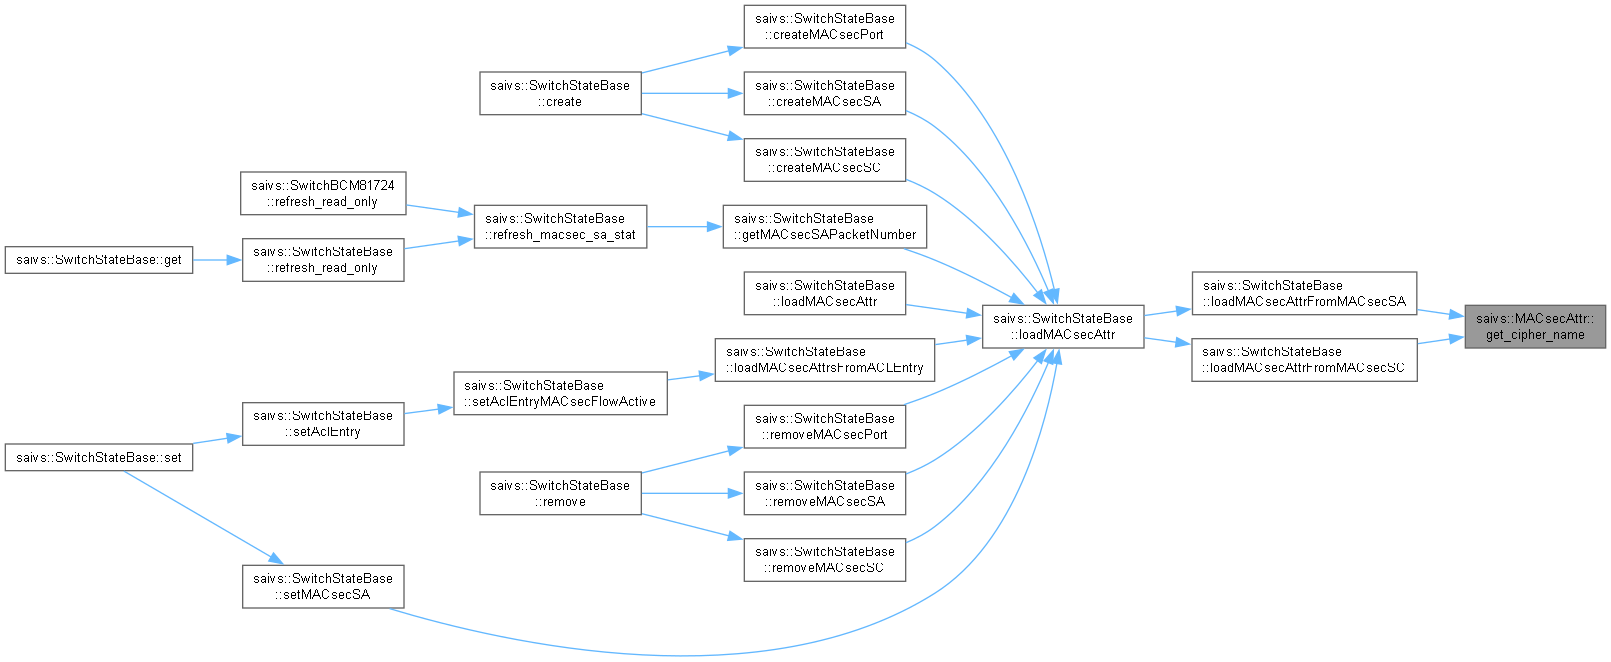 saivs::SwitchStateBase
::createMACsecPort
saivs::SwitchStateBase
::create
saivs::SwitchStateBase
::createMACsecSA
saivs::SwitchStateBase
::createMACsecSC
saivs::SwitchBCM81724
::refresh_read_only
saivs::SwitchStateBase
::refresh_macsec_sa_stat
saivs::SwitchStateBase
::getMACsecSAPacketNumber
saivs::SwitchStateBase::get
saivs::SwitchStateBase
::refresh_read_only
saivs::SwitchStateBase
::loadMACsecAttr
saivs::SwitchStateBase
::loadMACsecAttr
saivs::SwitchStateBase
::loadMACsecAttrFromMACsecSA
saivs::MACsecAttr::
get_cipher_name
saivs::SwitchStateBase
::loadMACsecAttrFromMACsecSC
saivs::SwitchStateBase
::loadMACsecAttrsFromACLEntry
saivs::SwitchStateBase
::setAclEntryMACsecFlowActive
saivs::SwitchStateBase
::setAclEntry
saivs::SwitchStateBase::set
saivs::SwitchStateBase
::removeMACsecPort
saivs::SwitchStateBase
::remove
saivs::SwitchStateBase
::removeMACsecSA
saivs::SwitchStateBase
::removeMACsecSC
saivs::SwitchStateBase
::setMACsecSA